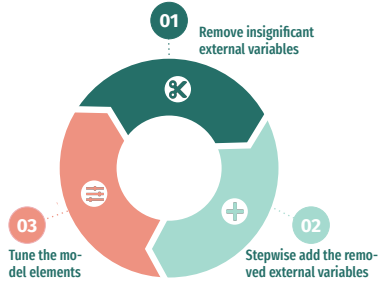 01
Remove insignificant
external variables
02
Stepwise add the remo-
ved external variables
03
Tune the mo-
del elements